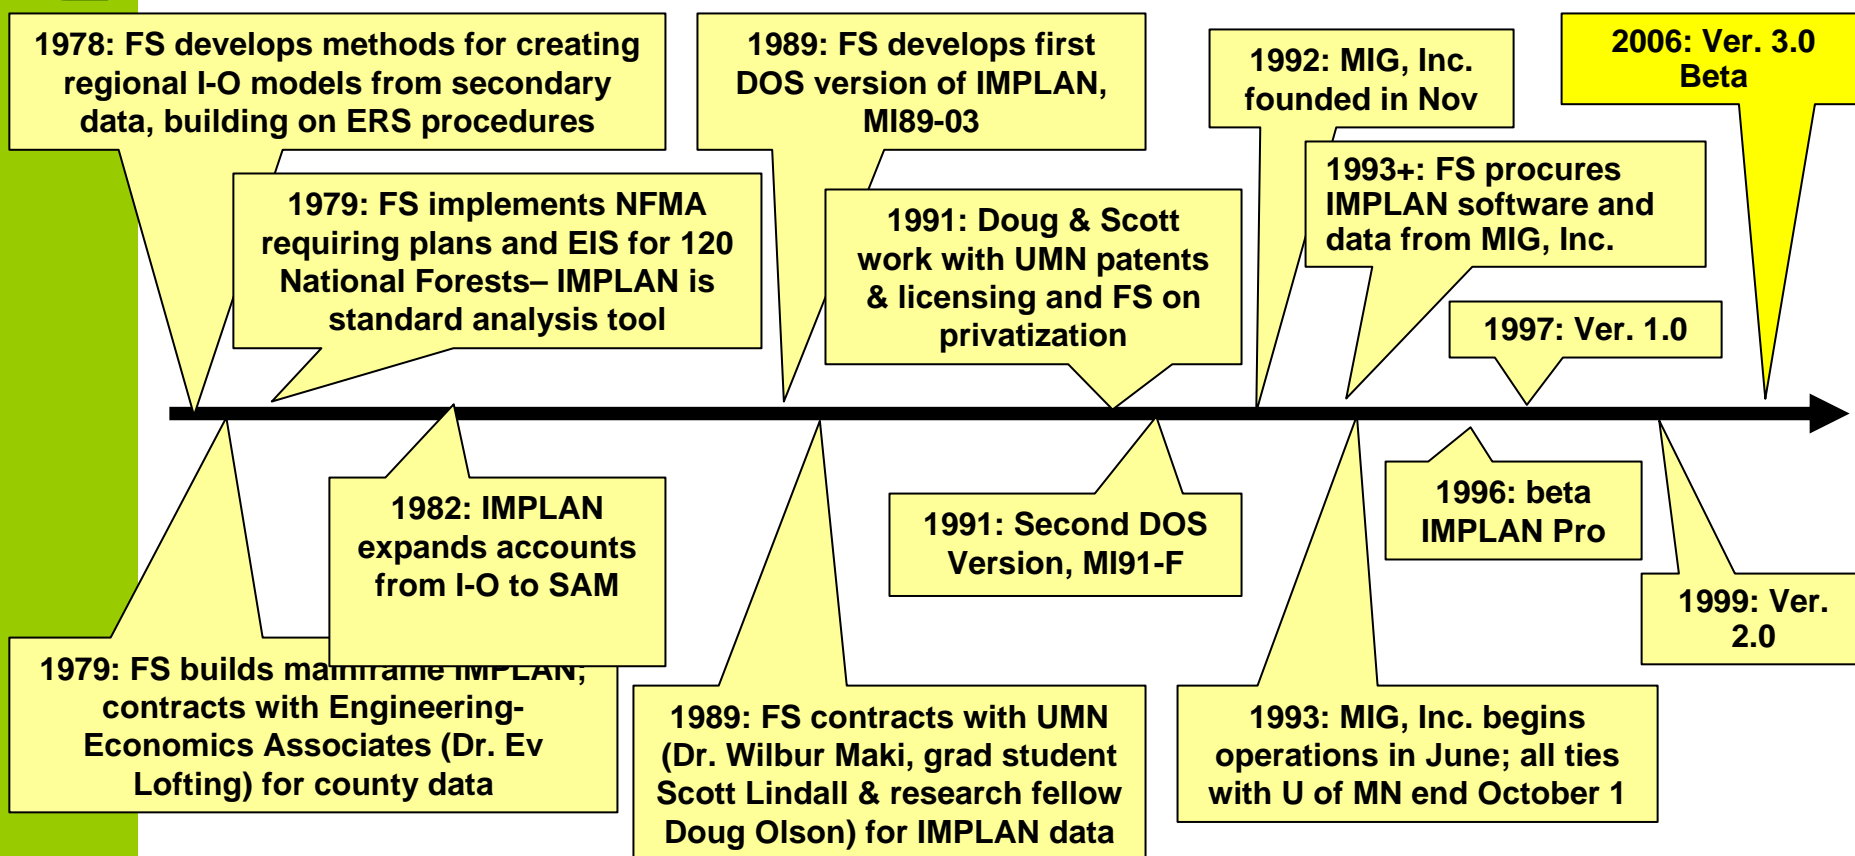 1978: FS develops methods for creating
regional I-O models from secondary
data, building on ERS procedures
1989: FS develops first
DOS version of IMPLAN,
MI89-03
1992: MIG, Inc.
founded in Nov
2006: Ver. 3.0
Beta
1979: FS implements NFMA
requiring plans and EIS for 120
National Forests– IMPLAN is
standard analysis tool
1991: Doug & Scott
work with UMN patents
& licensing and FS on
privatization
1993+: FS procures
IMPLAN software and
data from MIG, Inc.
1997: Ver. 1.0
1982: IMPLAN
expands accounts
from I-O to SAM
1991: Second DOS
Version, MI91-F
1996: beta
IMPLAN Pro
1999: Ver.
2.0
1979: FS builds mainframe IMPLAN;
contracts with Engineering-
Economics Associates (Dr. Ev
Lofting) for county data
1989: FS contracts with UMN
(Dr. Wilbur Maki, grad student
Scott Lindall & research fellow
Doug Olson) for IMPLAN data
1993: MIG, Inc. begins
operations in June; all ties
with U of MN end October 1